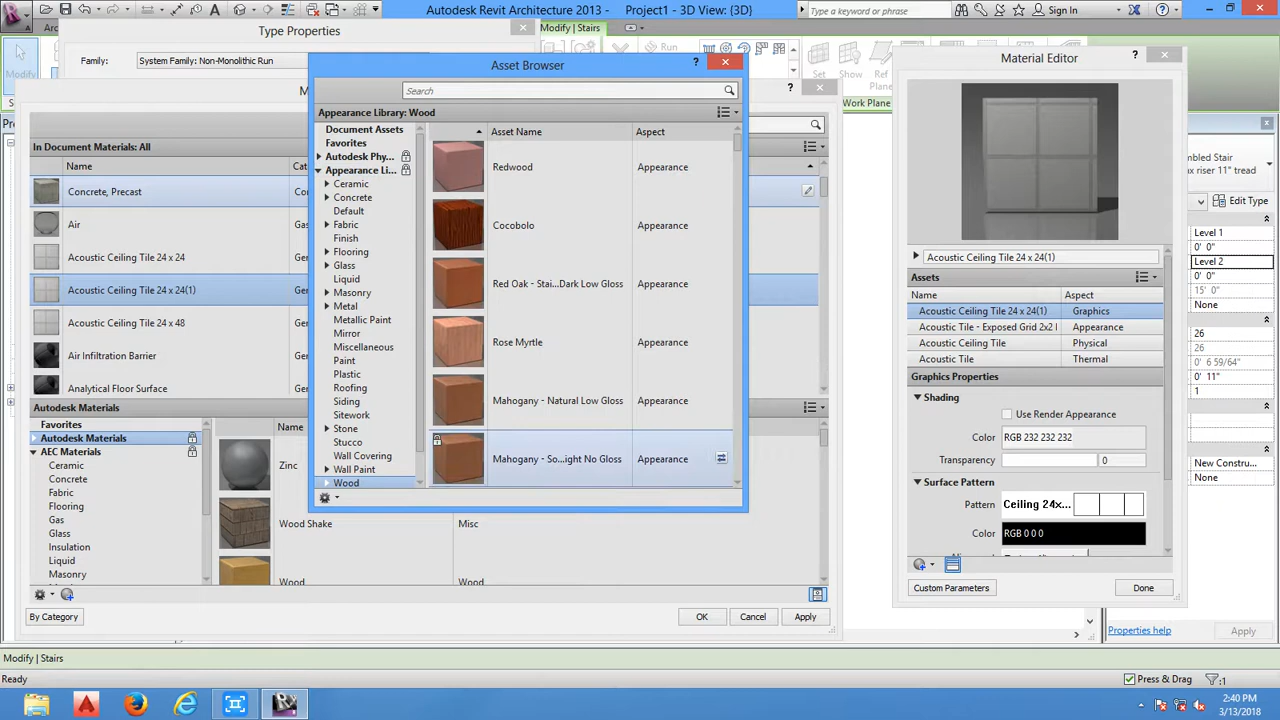 Autodesk Revit Architecture 2013 - Project1 - 3D View: {3D}
Type a keyword or phrase
Sign In
Type Properties
Modify | Stairs
Run
Modify
Family:
System Family: Non-Monolithic Run
Set
Show
Ref
Plane
Work Plane
Asset Browser
Search
Appearance Library: Wood
Document Assets
Favorites
Autodesk Phy...
Appearance Li...
Ceramic
Concrete
Default
Fabric
Finish
Flooring
Glass
Liquid
Masonry
Metal
Metallic Paint
Mirror
Miscellaneous
Paint
Plastic
Roofing
Siding
Sitework
Stone
Stucco
Wall Covering
Wall Paint
Wood
Asset Name
Aspect
Redwood
Appearance
Cocobolo
Appearance
Red Oak - Stai...Dark Low Gloss
Appearance
Rose Myrtle
Appearance
Mahogany - Natural Low Gloss
Appearance
Mahogany - So...ight No Gloss
Appearance
In Document Materials: All
Name
Concrete, Precast
Air
Acoustic Ceiling Tile 24 x 24
Acoustic Ceiling Tile 24 x 24(1)
Acoustic Ceiling Tile 24 x 48
Air Infiltration Barrier
Analytical Floor Surface
Autodesk Materials
Favorites
Autodesk Materials
AEC Materials
Ceramic
Concrete
Fabric
Flooring
Gas
Glass
Insulation
Liquid
Masonry
Name
Zinc
Wood Shake
Misc
Wood
Wood
By Category
OK
Cancel
Apply
Material Editor
Acoustic Ceiling Tile 24 x 24(1)
Assets
Name
Aspect
Acoustic Ceiling Tile 24 x 24(1)
Graphics
Acoustic Tile - Exposed Grid 2x2
Appearance
Acoustic Ceiling Tile
Physical
Acoustic Tile
Thermal
Graphics Properties
Shading
Use Render Appearance
Color
RGB 232 232 232
Transparency
0
Surface Pattern
Pattern
Ceiling 24x...
Color
RGB 0 0 0
Custom Parameters
Done
mbled Stair
x riser 11" tread
Edit Type
Level 1
0' 0"
Level 2
0' 0"
15' 0"
None
26
26
0' 6 59/64"
0' 11"
1
New Constru...
None
Properties help
Apply
Modify | Stairs
Ready
Press & Drag
:1
2:40 PM
3/13/2018